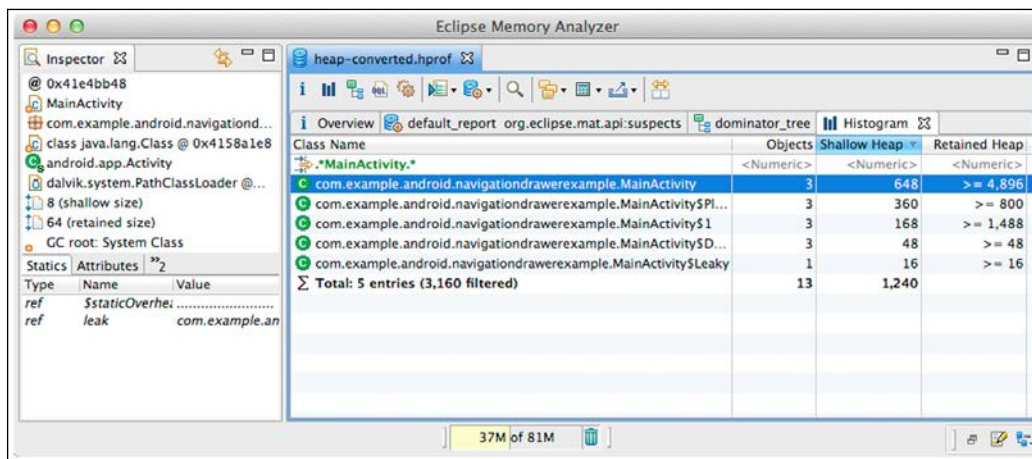 Eclipse Memory Analyzer
Inspector
@ 0x41e4bb48
MainActivity
com.example.android.navigationd...
class java.lang.Class @ 0x4158a1e8
android.app.Activity
dalvik.system.PathClassLoader @...
8 (shallow size)
64 (retained size)
GC root: System Class
Statics Attributes »2
Type Name Value
ref $staticOverhea ........................
ref leak com.example.an
heap-converted.hprof
i Overview default_report org.eclipse.mat.api:suspects dominator_tree Histogram
Class Name Objects Shallow Heap Retained Heap
.*MainActivity.* <Numeric> <Numeric> <Numeric>
com.example.android.navigationdrawerexample.MainActivity 3 648 >= 4,896
com.example.android.navigationdrawerexample.MainActivity$Pl... 3 360 >= 800
com.example.android.navigationdrawerexample.MainActivity$1 3 168 >= 1,488
com.example.android.navigationdrawerexample.MainActivity$D... 3 48 >= 48
com.example.android.navigationdrawerexample.MainActivity$Leaky 1 16 >= 16
∑ Total: 5 entries (3,160 filtered) 13 1,240
37M of 81M